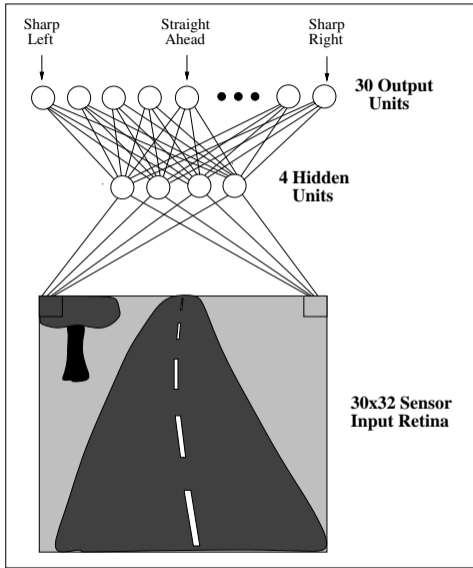 Sharp
Left
Straight
Ahead
Sharp
Right
30 Output
Units
4 Hidden
Units
30x32 Sensor
Input Retina